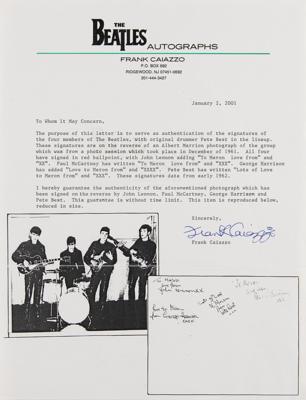 THE
BEATLES AUTOGRAPHS
FRANK CAIAZZO
P.O. BOX 592
RIDGEWOOD, NJ 07451-0592
201-444-3427
January 2, 2001
To Whom it May Concern,
The purpose of this letter is to serve as authentication of the signatures of the
four members of The Beatles, with original drummer Pete Best in the lineup.
These signatures are on the reverse of an Albert Marrion photograph of the group
which was from a photo session which took place in December of 1961. All four
have signed in red ballpoint, with John Lennon adding "To Heron love from" and
"XX". Paul McCartney has written "To Heron love from" and "XXX". George Harrison
has added "Love to Heron from" and "XXXX". Pete Best has written "Lots of Love
to Heron from" and "XXX". These signatures date from early 1962.
I hereby guarantee the authenticity of the aforementioned photograph which has been
signed on the reverse by John Lennon, Paul McCartney, George Harrison and
Pete Best. This guarantee is without time limit. This item is reproduced below,
reduced in size.
Sincerely,
Frank Caiazzo
Frank Caiazzo